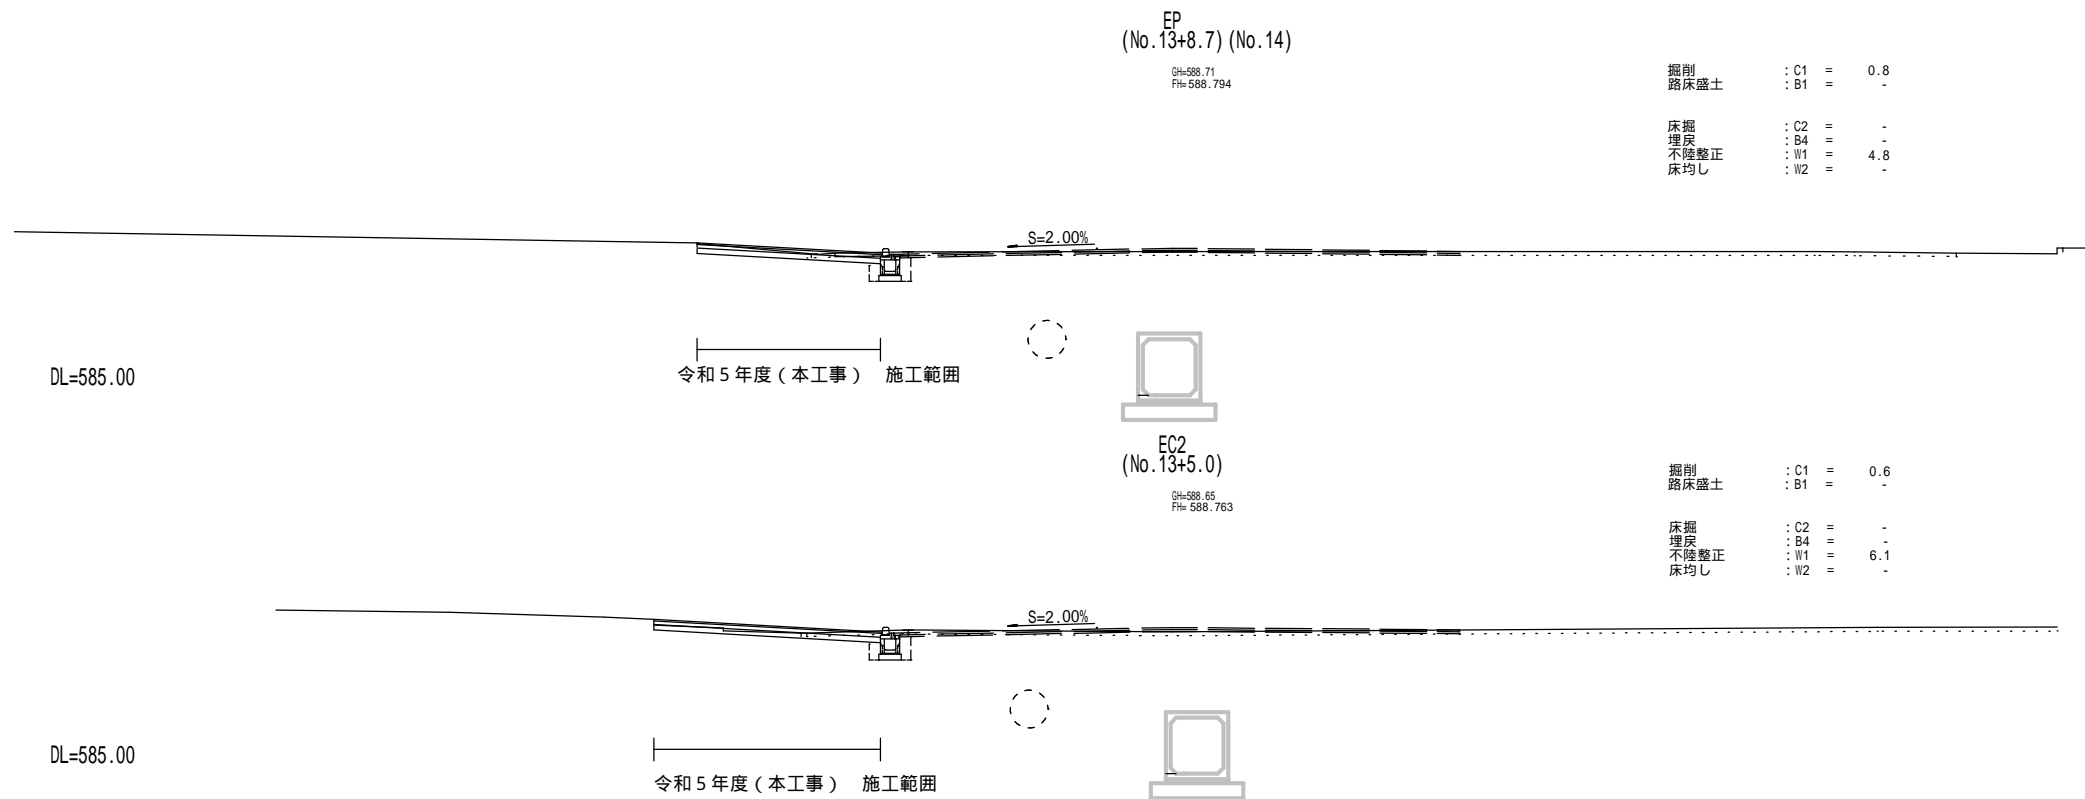 EP
(No.13+8.7)(No.14)
GH=588.71
FH=588.794
掘削 : C1 = 0.8
路床盛土 : B1 = -
床掘 : C2 = -
埋戻 : B4 = -
不陸整正 : W1 = 4.8
床均し : W2 = -
S=2.00%
DL=585.00
令和５年度（本工事） 施工範囲
EC2
(No.13+5.0)
GH=588.65
FH=588.763
掘削 : C1 = 0.6
路床盛土 : B1 = -
床掘 : C2 = -
埋戻 : B4 = -
不陸整正 : W1 = 6.1
床均し : W2 = -
S=2.00%
DL=585.00
令和５年度（本工事） 施工範囲